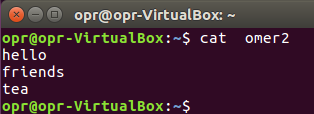 opr@opr-VirtualBox: ~
opr@opr-VirtualBox:~$ cat  omer2
hello
friends
tea
opr@opr-VirtualBox:~$